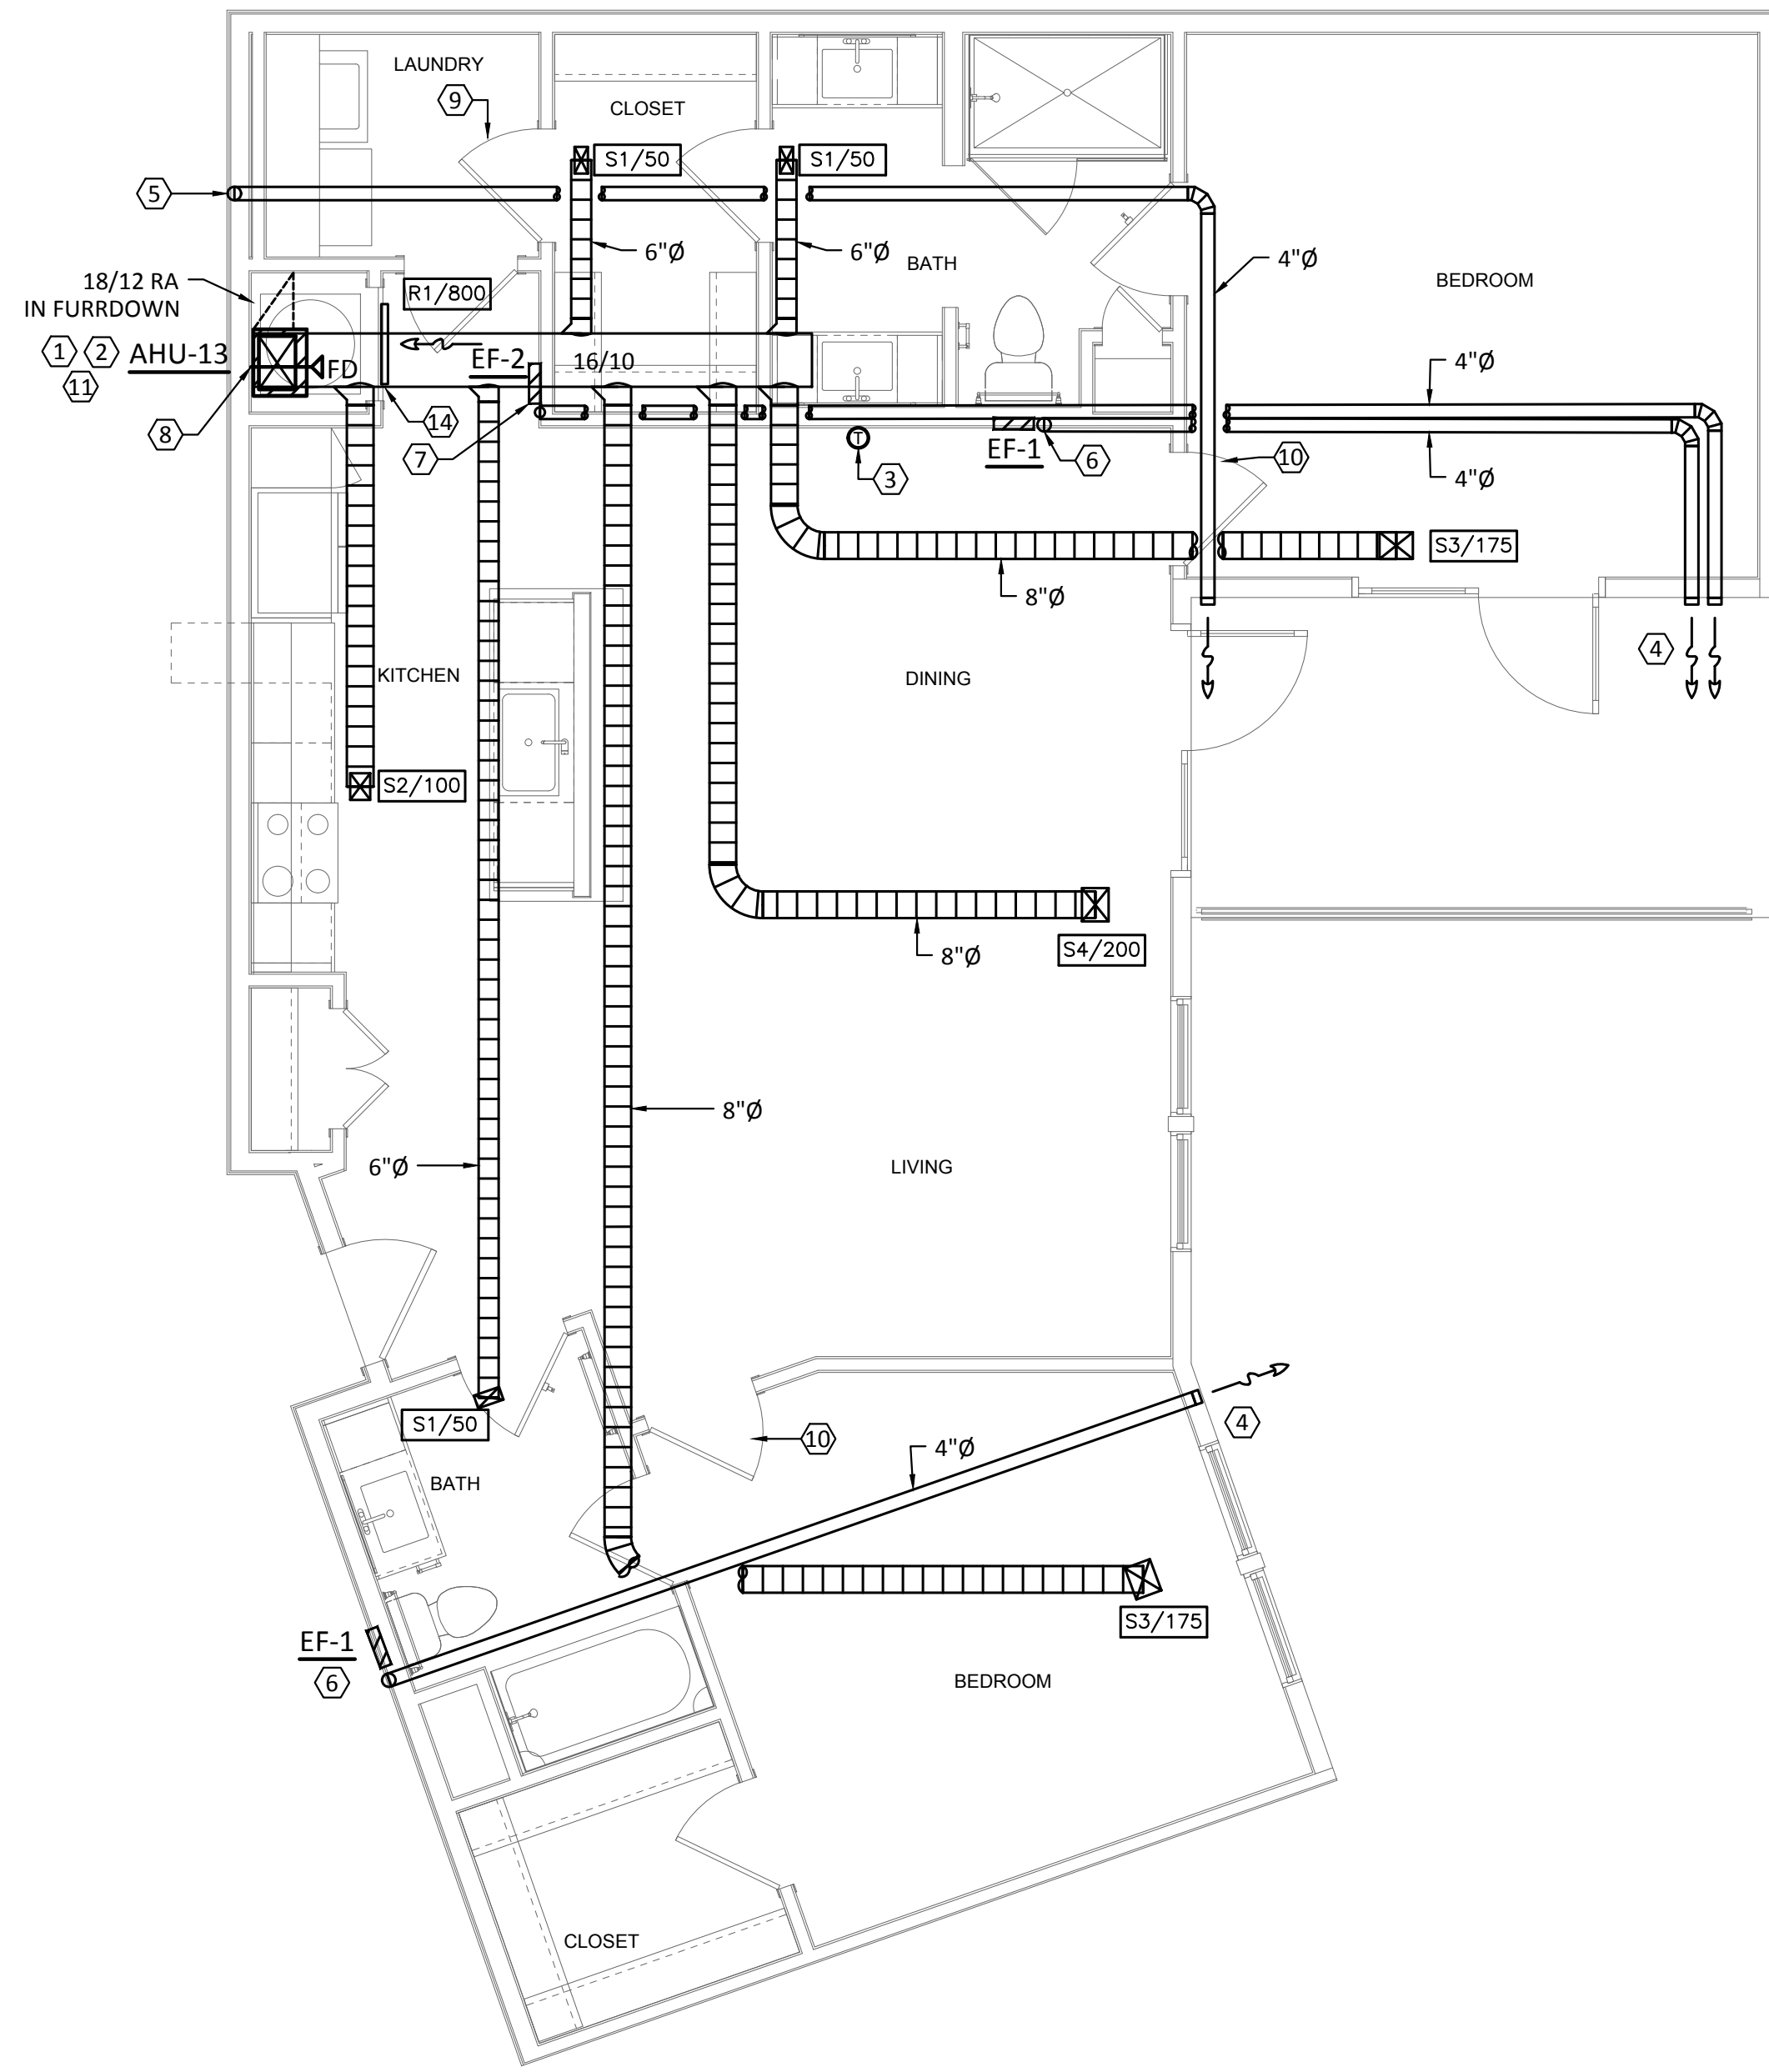 LAUNDRY
9
CLOSET
S1/50
S1/50
5
6"Ø
6"Ø
BATH
4"Ø
BEDROOM
18/12 RA
IN FURRDOWN
R1/800
1
2
AHU-13
11
FD
EF-2
16/10
4"Ø
8
14
7
T
3
EF-1
6
10
4"Ø
S3/175
8"Ø
KITCHEN
DINING
4
S2/100
8"Ø
S4/200
8"Ø
6"Ø
LIVING
S1/50
10
4"Ø
4
BATH
EF-1
6
S3/175
BEDROOM
CLOSET